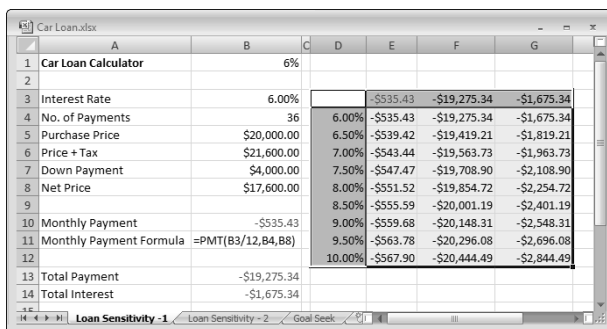 Car Loan.xlsx
A B C D E F G
1 Car Loan Calculator 6%
2
3 Interest Rate 6.00% -$535.43 -$19,275.34 -$1,675.34
4 No. of Payments 36 6.00% -$535.43 -$19,275.34 -$1,675.34
5 Purchase Price $20,000.00 6.50% -$539.42 -$19,419.21 -$1,819.21
6 Price + Tax $21,600.00 7.00% -$543.44 -$19,563.73 -$1,963.73
7 Down Payment $4,000.00 7.50% -$547.47 -$19,708.90 -$2,108.90
8 Net Price $17,600.00 8.00% -$551.52 -$19,854.72 -$2,254.72
9 8.50% -$555.59 -$20,001.19 -$2,401.19
10 Monthly Payment -$535.43 9.00% -$559.68 -$20,148.31 -$2,548.31
11 Monthly Payment Formula =PMT(B3/12,B4,B8) 9.50% -$563.78 -$20,296.08 -$2,696.08
12 10.00% -$567.90 -$20,444.49 -$2,844.49
13 Total Payment -$19,275.34
14 Total Interest -$1,675.34
15
Loan Sensitivity -1 Loan Sensitivity - 2 Goal Seek